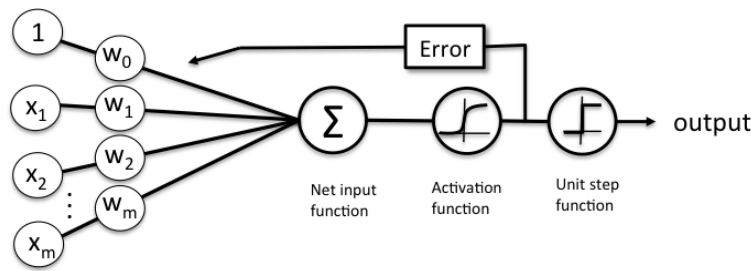 1
w0
Error
x1
w1
Σ
output
x2
w2
Net input
function
Activation
function
Unit step
function
⋮
wm
xm